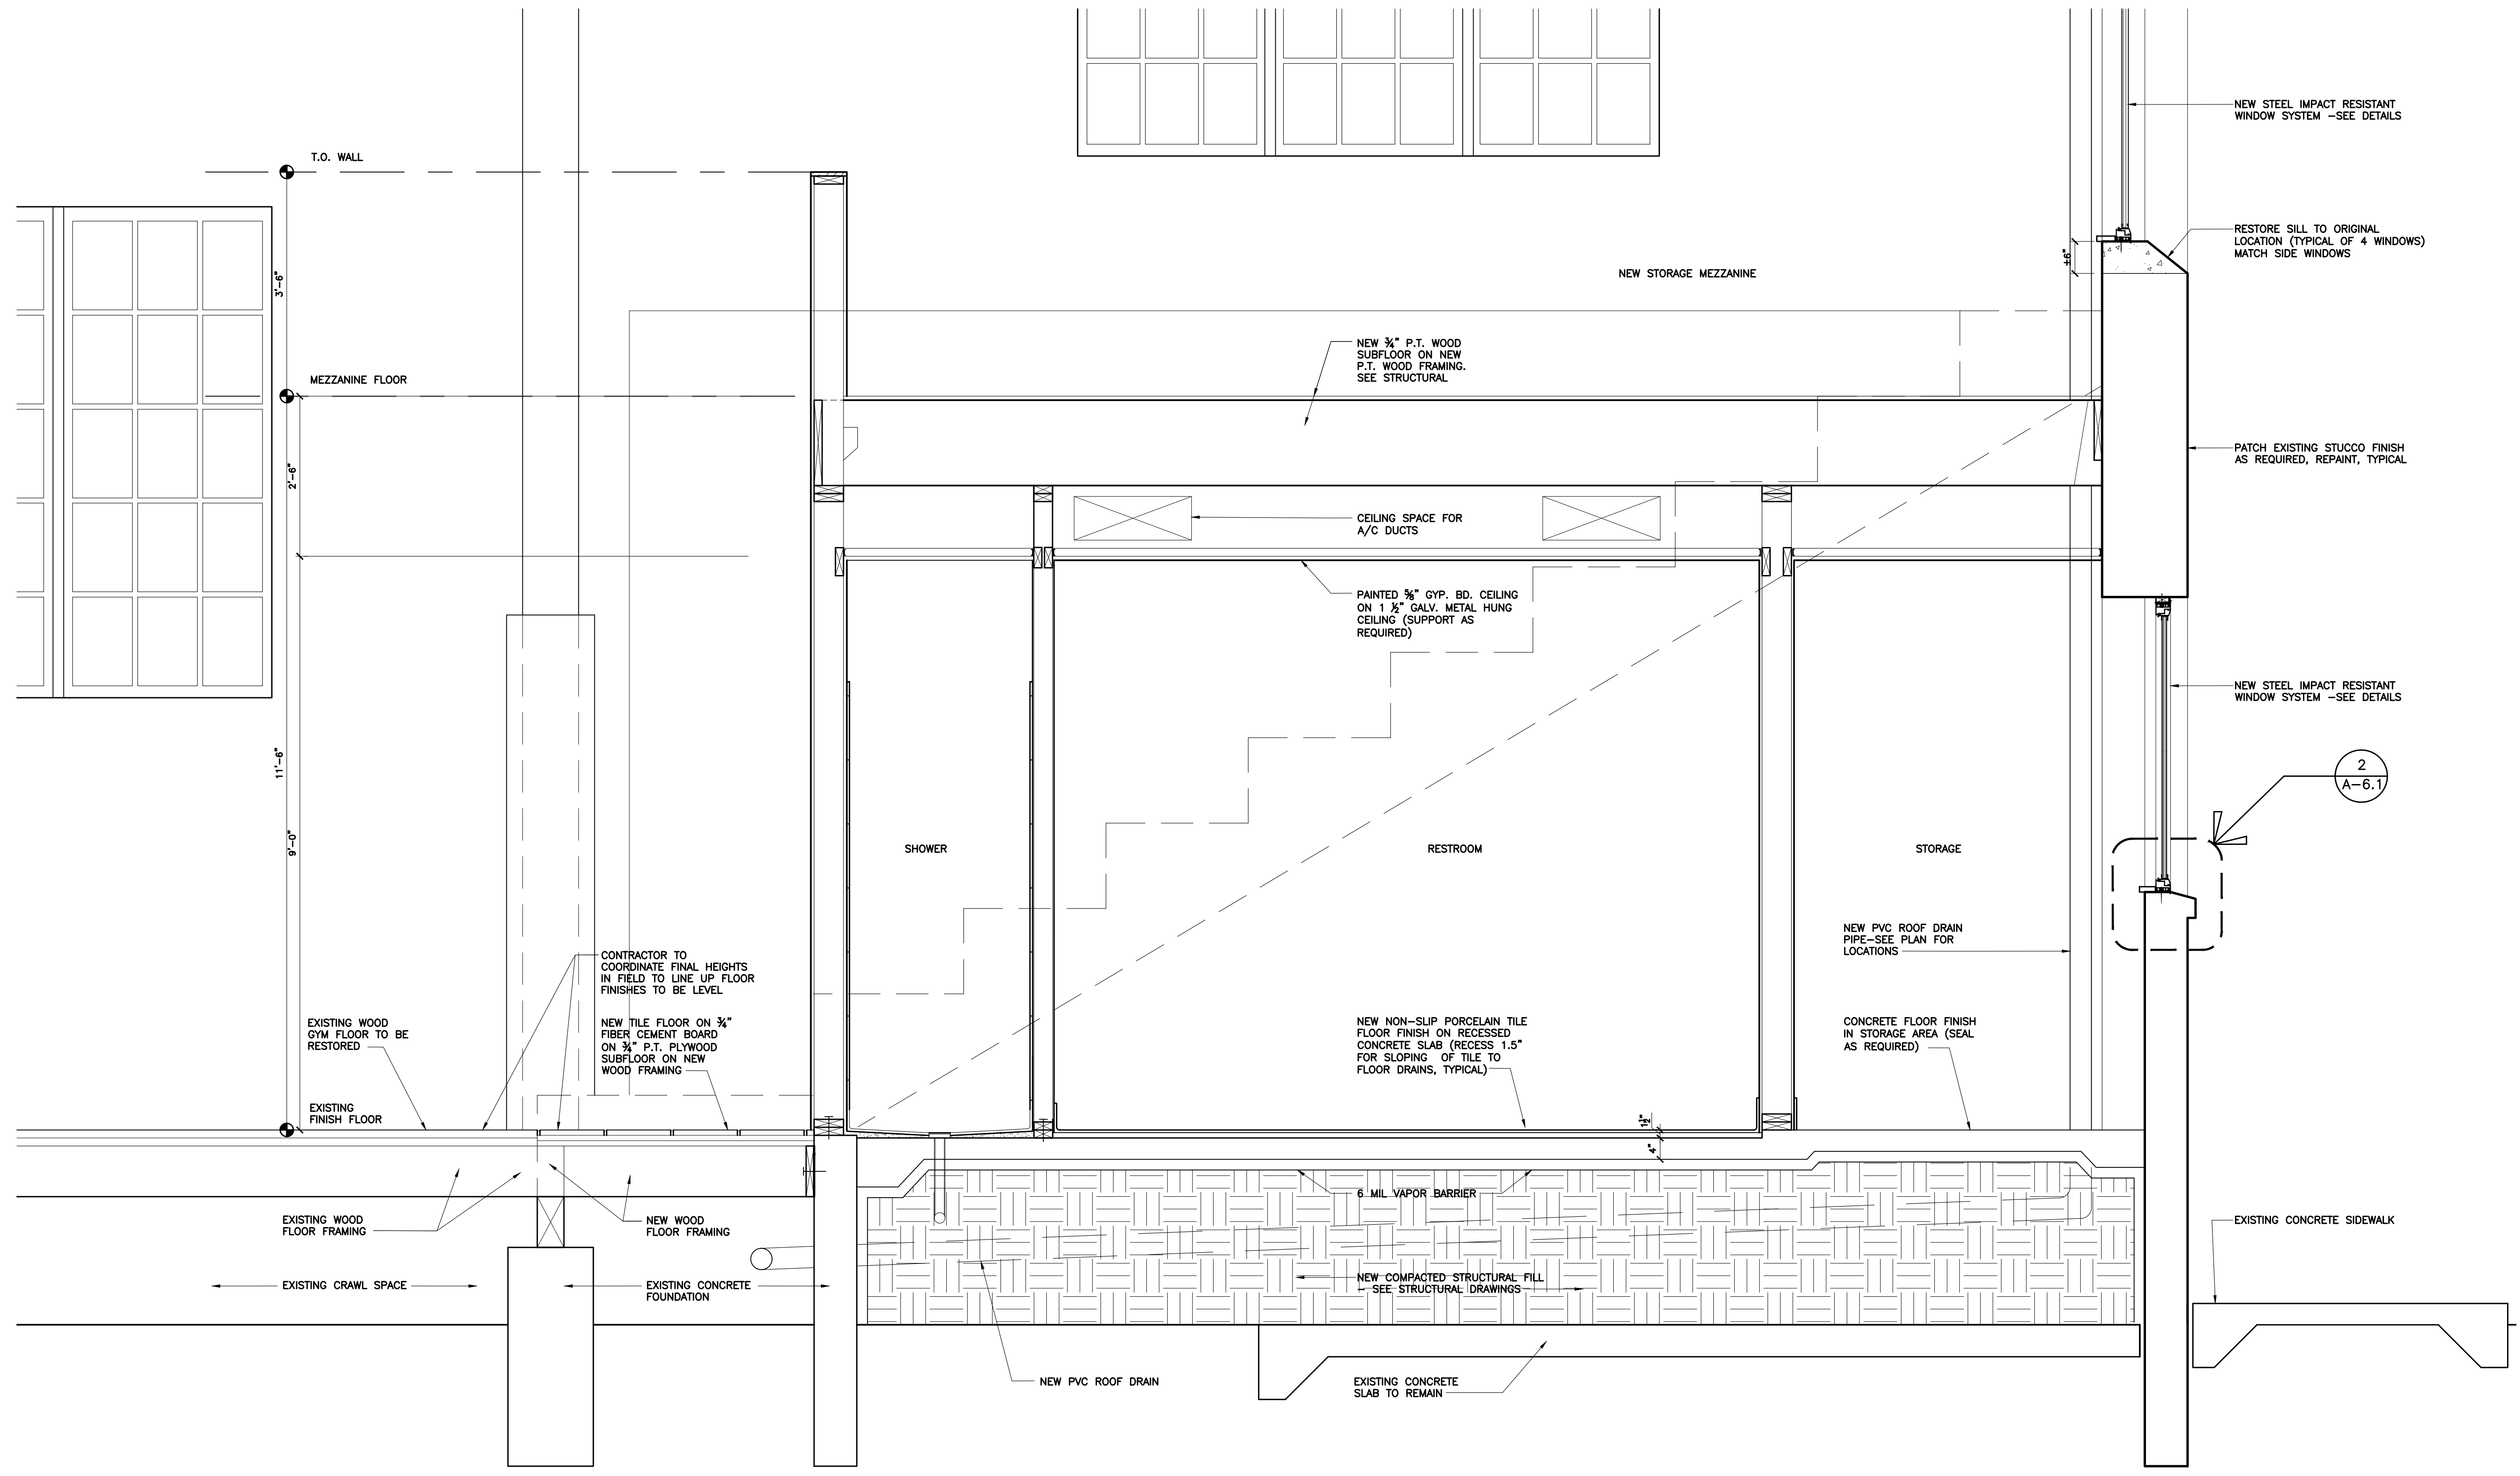 NEW STEEL IMPACT RESISTANT
WINDOW SYSTEM –SEE DETAILS
T.O. WALL
RESTORE SILL TO ORIGINAL
LOCATION (TYPICAL OF 4 WINDOWS)
MATCH SIDE WINDOWS
±6"
3'–6"
NEW STORAGE MEZZANINE
NEW ¾" P.T. WOOD
SUBFLOOR ON NEW
P.T. WOOD FRAMING.
SEE STRUCTURAL
MEZZANINE FLOOR
PATCH EXISTING STUCCO FINISH
AS REQUIRED, REPAINT, TYPICAL
2'–6"
CEILING SPACE FOR
A/C DUCTS
PAINTED ⅝" GYP. BD. CEILING
ON 1 ½" GALV. METAL HUNG
CEILING (SUPPORT AS
REQUIRED)
NEW STEEL IMPACT RESISTANT
WINDOW SYSTEM –SEE DETAILS
11'–6"
2
A–6.1
9'–0"
SHOWER
RESTROOM
STORAGE
NEW PVC ROOF DRAIN
PIPE–SEE PLAN FOR
LOCATIONS
CONTRACTOR TO
COORDINATE FINAL HEIGHTS
IN FIELD TO LINE UP FLOOR
FINISHES TO BE LEVEL
EXISTING WOOD
GYM FLOOR TO BE
RESTORED
NEW TILE FLOOR ON ¾"
FIBER CEMENT BOARD
ON ¾" P.T. PLYWOOD
SUBFLOOR ON NEW
WOOD FRAMING
NEW NON–SLIP PORCELAIN TILE
FLOOR FINISH ON RECESSED
CONCRETE SLAB (RECESS 1.5"
FOR SLOPING OF TILE TO
FLOOR DRAINS, TYPICAL)
CONCRETE FLOOR FINISH
IN STORAGE AREA (SEAL
AS REQUIRED)
EXISTING
FINISH FLOOR
1½"
4"
6 MIL VAPOR BARRIER
EXISTING WOOD
FLOOR FRAMING
NEW WOOD
FLOOR FRAMING
EXISTING CONCRETE SIDEWALK
EXISTING CRAWL SPACE
EXISTING CONCRETE
FOUNDATION
NEW COMPACTED STRUCTURAL FILL
– SEE STRUCTURAL DRAWINGS
NEW PVC ROOF DRAIN
EXISTING CONCRETE
SLAB TO REMAIN